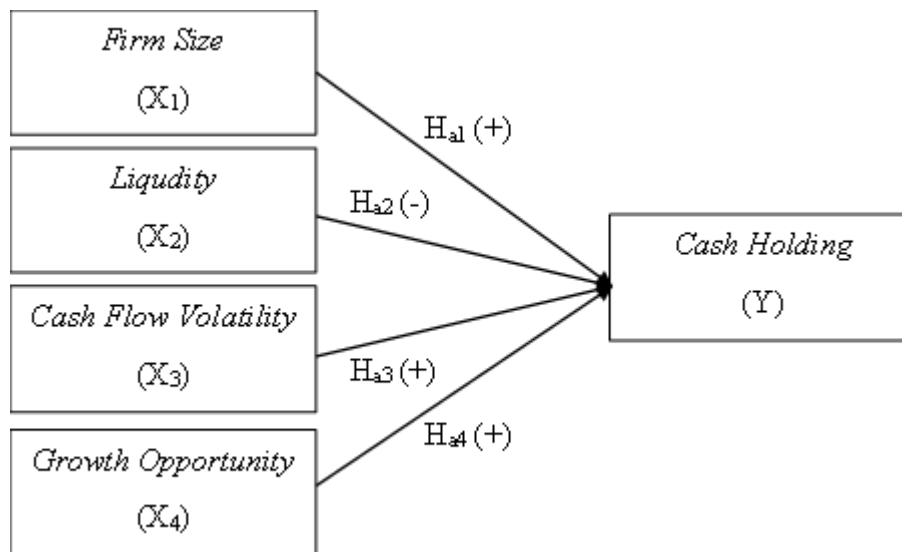 Firm Size
(X1)
Ha1 (+)
Liqudity
(X2)
Ha2 (-)
Cash Holding
(Y)
Cash Flow Volatility
(X3)
Ha3 (+)
Ha4 (+)
Growth Opportunity
(X4)